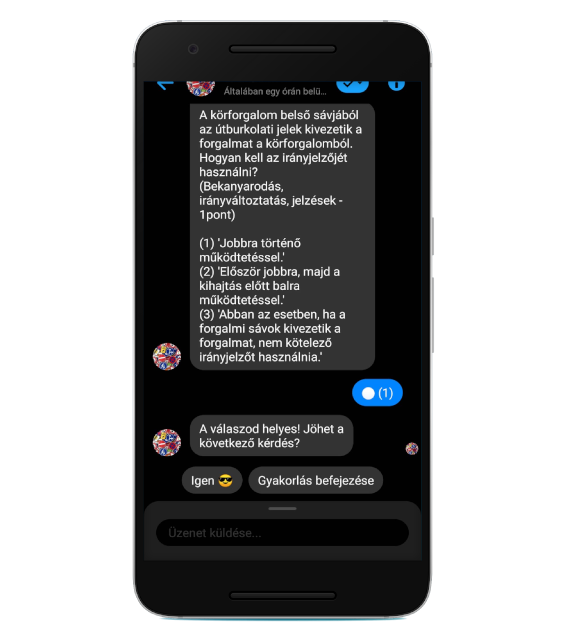 Általában egy órán belü...
A körforgalom belső sávjából
az útburkolati jelek kivezetik a
forgalmat a körforgalomból.
Hogyan kell az irányjelzőjét
használni?
(Bekanyarodás,
irányváltoztatás, jelzések -
1pont)
(1) 'Jobbra történő
működtetéssel.'
(2) 'Először jobbra, majd a
kihajtás előtt balra
működtetéssel.'
(3) 'Abban az esetben, ha a
forgalmi sávok kivezetik a
forgalmat, nem kötelező
irányjelzőt használnia.'
(1)
A válaszod helyes! Jöhet a
következő kérdés?
Igen 😎
Gyakorlás befejezése
Üzenet küldése...